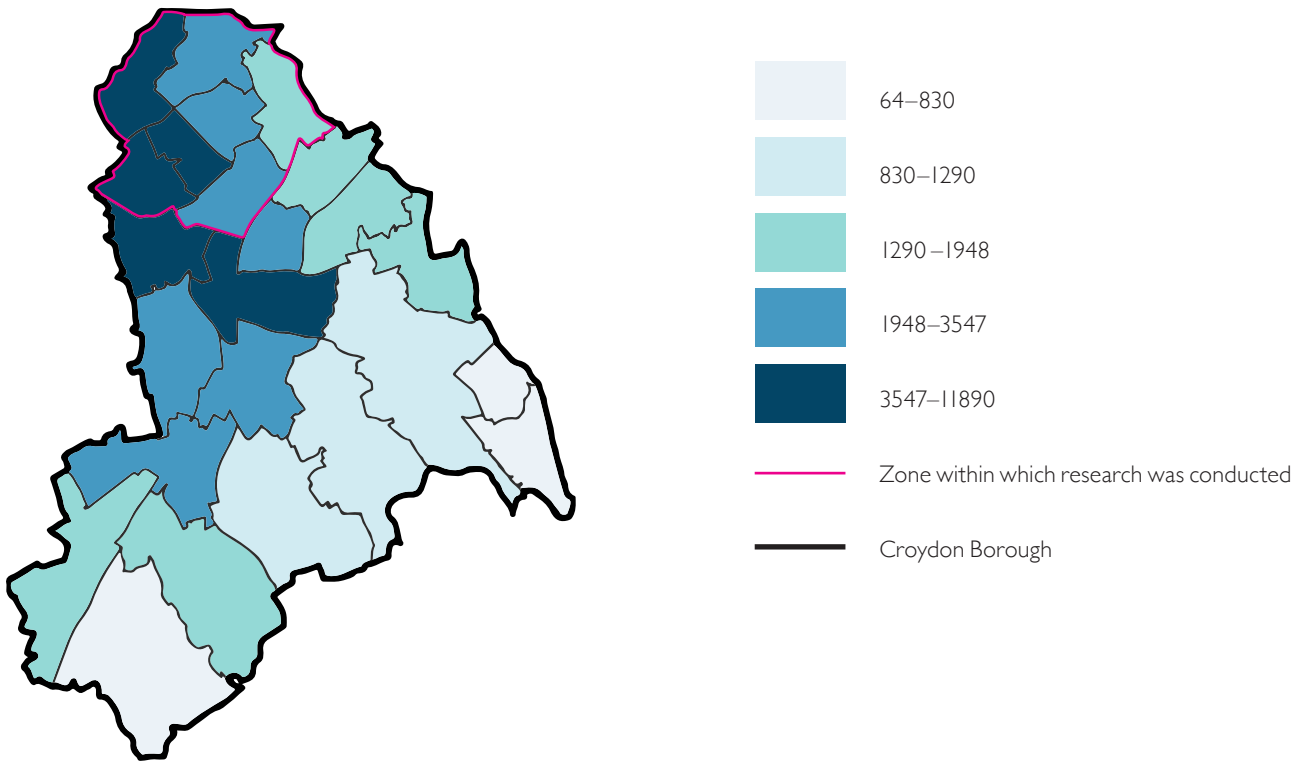 64–830
830–1290
1290–1948
1948–3547
3547–11890
Zone within which research was conducted
Croydon Borough